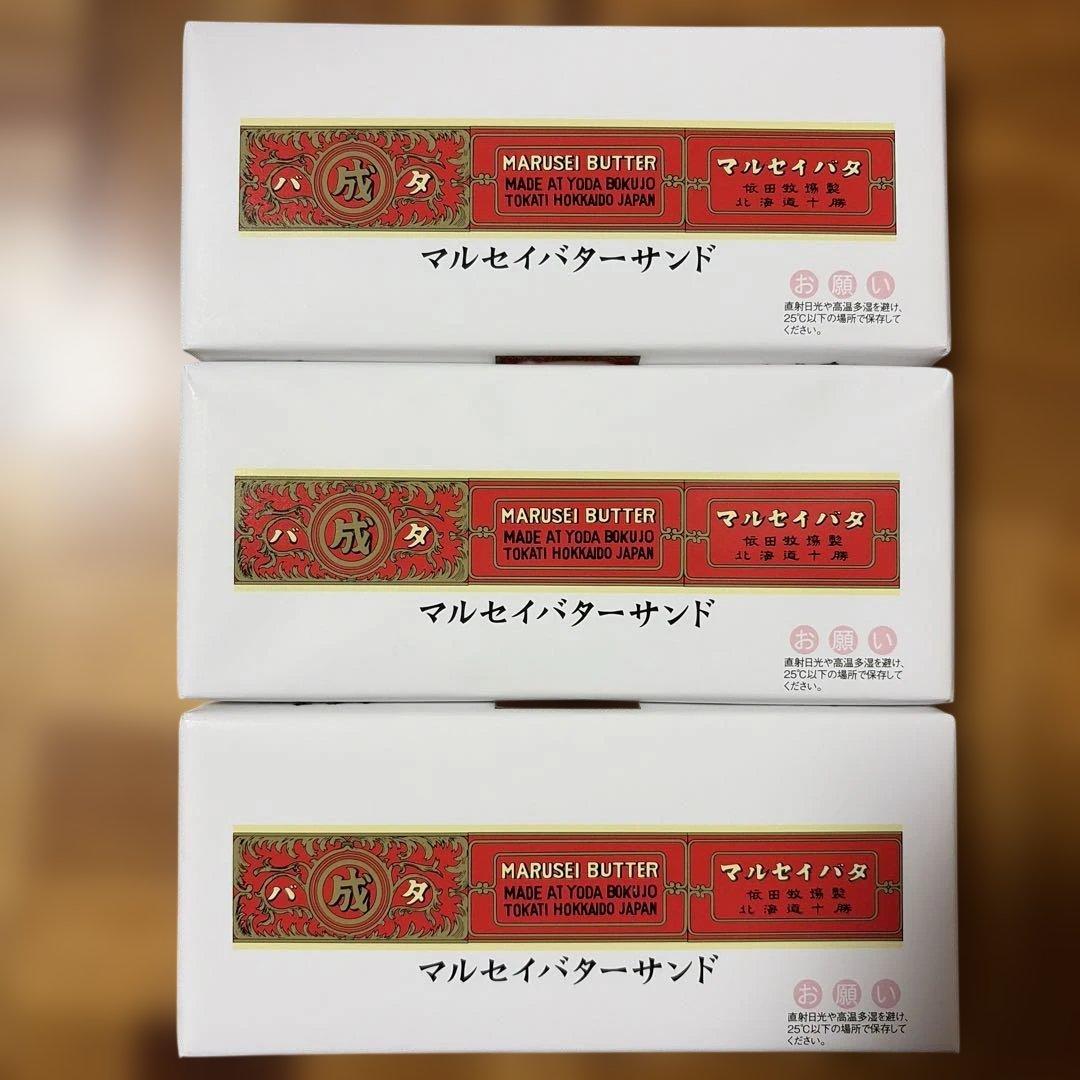 バ 成 タ
MARUSEI BUTTER
MADE AT YODA BOKUJO
TOKATI HOKKAIDO JAPAN
マルセイバタ
依田牧場製
北海道十勝
マルセイバターサンド
お願い
直射日光や高温多湿を避け、
25℃以下の場所で保存して
ください。
バ 成 タ
MARUSEI BUTTER
MADE AT YODA BOKUJO
TOKATI HOKKAIDO JAPAN
マルセイバタ
依田牧場製
北海道十勝
マルセイバターサンド
お願い
直射日光や高温多湿を避け、
25℃以下の場所で保存して
ください。
バ 成 タ
MARUSEI BUTTER
MADE AT YODA BOKUJO
TOKATI HOKKAIDO JAPAN
マルセイバタ
依田牧場製
北海道十勝
マルセイバターサンド
お願い
直射日光や高温多湿を避け、
25℃以下の場所で保存して
ください。